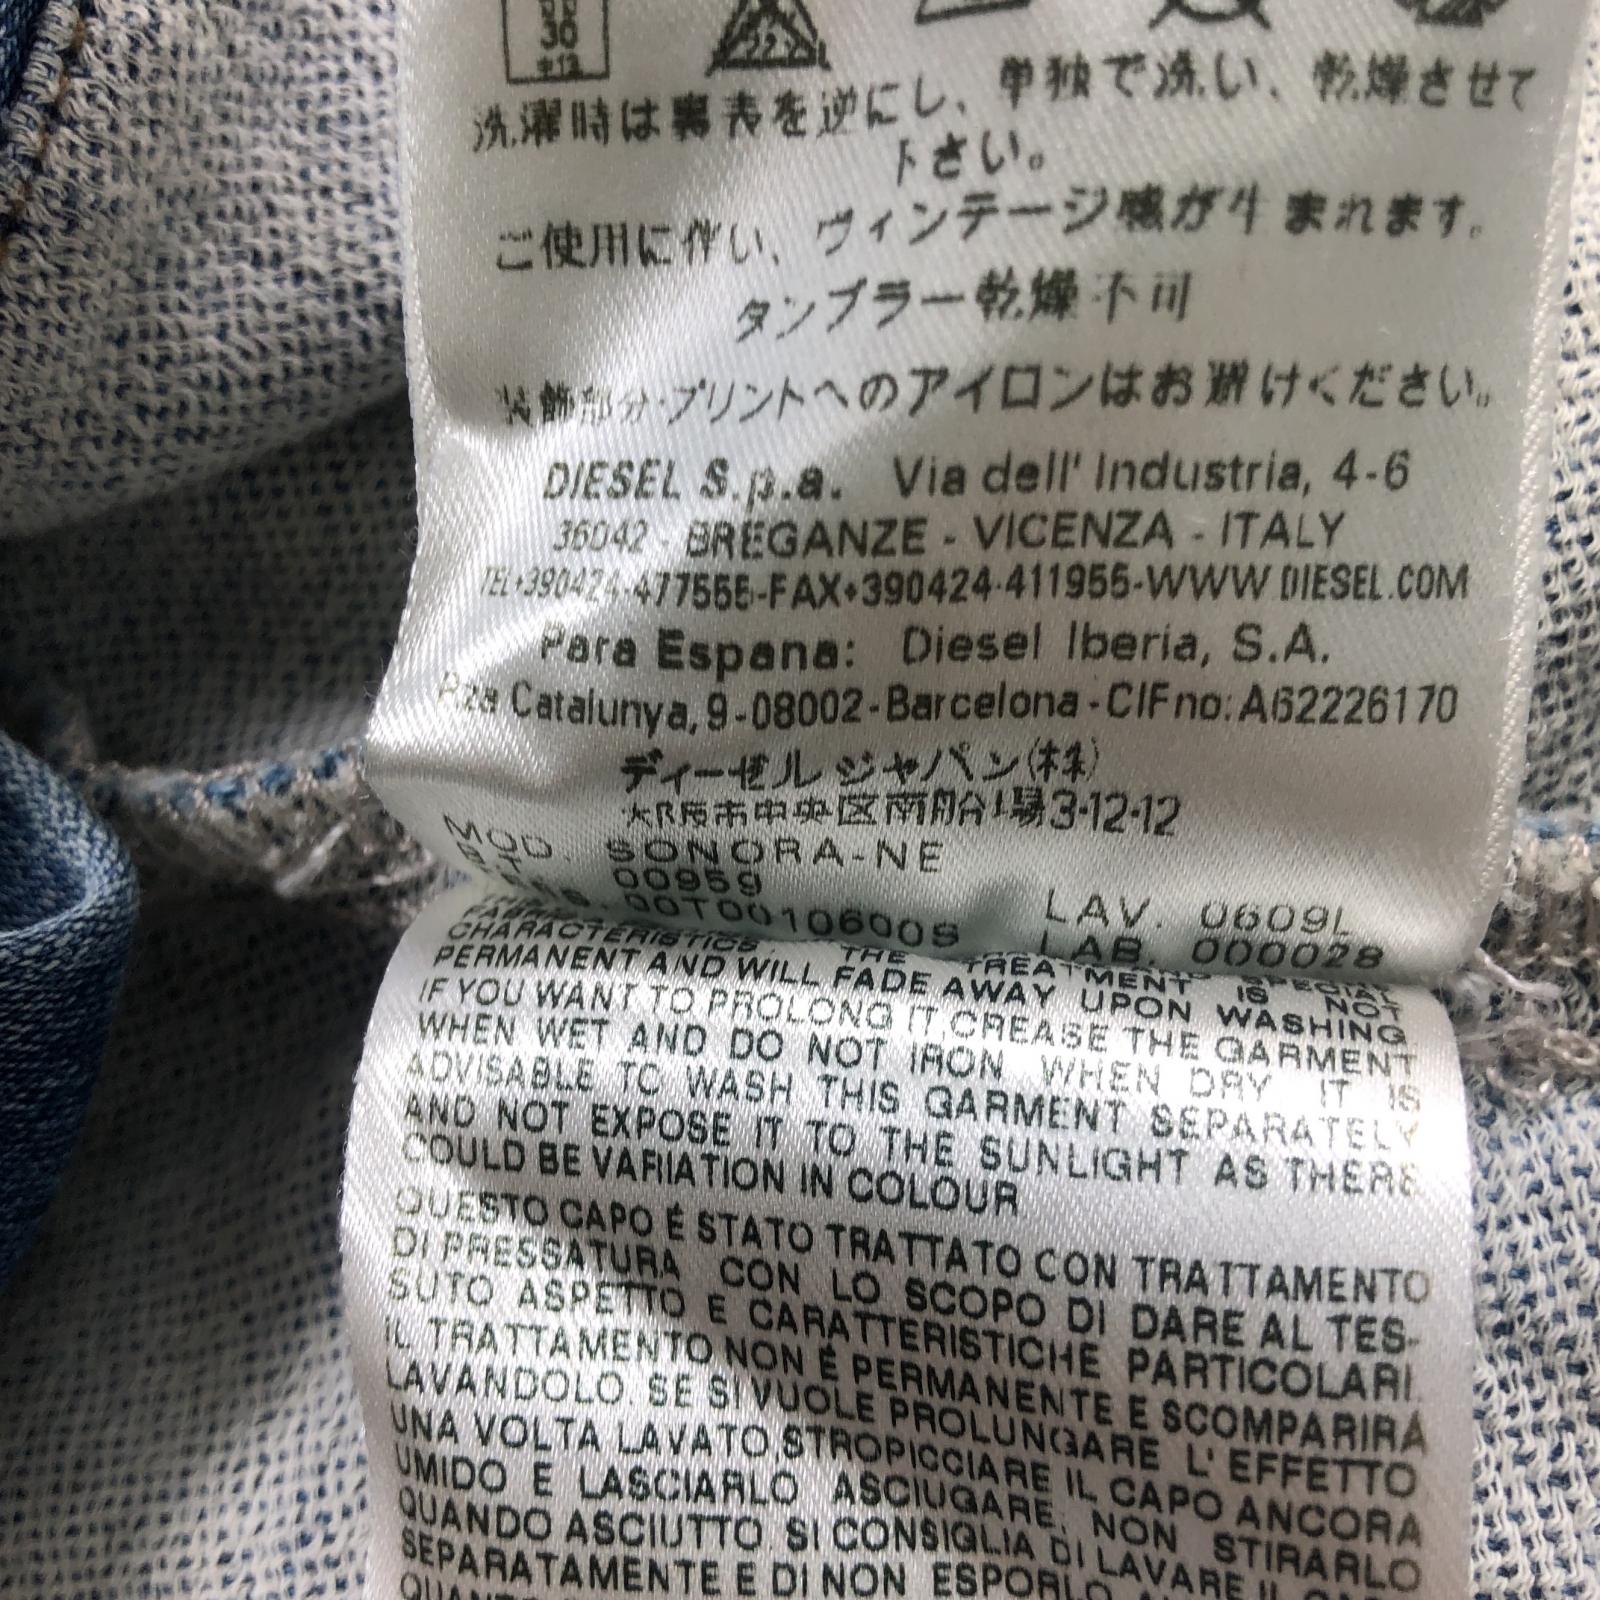 30
中性
洗濯時は裏表を逆にし、単独で洗い、乾燥させて
下さい。
ご使用に伴い、ヴィンテージ感が生まれます。
タンブラー乾燥不可
装飾部分・プリントへのアイロンはお避けください。
DIESEL S.p.a. Via dell' Industria, 4-6
36042 - BREGANZE - VICENZA - ITALY
TEL+390424-477555-FAX+390424-411955-WWW DIESEL.COM
Para Espana: Diesel Iberia, S.A.
Pza Catalunya, 9-08002-Barcelona-CIF no: A62226170
ディーゼル ジャパン(株)
大阪市中央区南船場3-12-12
MOD. SONORA-NE
00959 LAV. 0609L
00T0010600S LAB. 000028
CHARACTERISTICS. THE TREATMENT IS NOT
PERMANENT AND WILL FADE AWAY UPON WASHING
IF YOU WANT TO PROLONG IT CREASE THE GARMENT
WHEN WET AND DO NOT IRON WHEN DRY IT IS
ADVISABLE TO WASH THIS GARMENT SEPARATELY
AND NOT EXPOSE IT TO THE SUNLIGHT AS THERE
COULD BE VARIATION IN COLOUR
QUESTO CAPO É STATO TRATTATO CON TRATTAMENTO
DI PRESSATURA CON LO SCOPO DI DARE AL TES-
SUTO ASPETTO E CARATTERISTICHE PARTICOLARI.
IL TRATTAMENTO NON É PERMANENTE E SCOMPARIRA
LAVANDOLO. SE SI VUOLE PROLUNGARE L' EFFETTO
UNA VOLTA LAVATO, STROPICCIARE IL CAPO ANCORA
UMIDO E LASCIARLO ASCIUGARE. NON STIRARLO
QUANDO ASCIUTTO. SI CONSIGLIA DI LAVARE IL
SEPARATAMENTE E DI NON ESPORLO